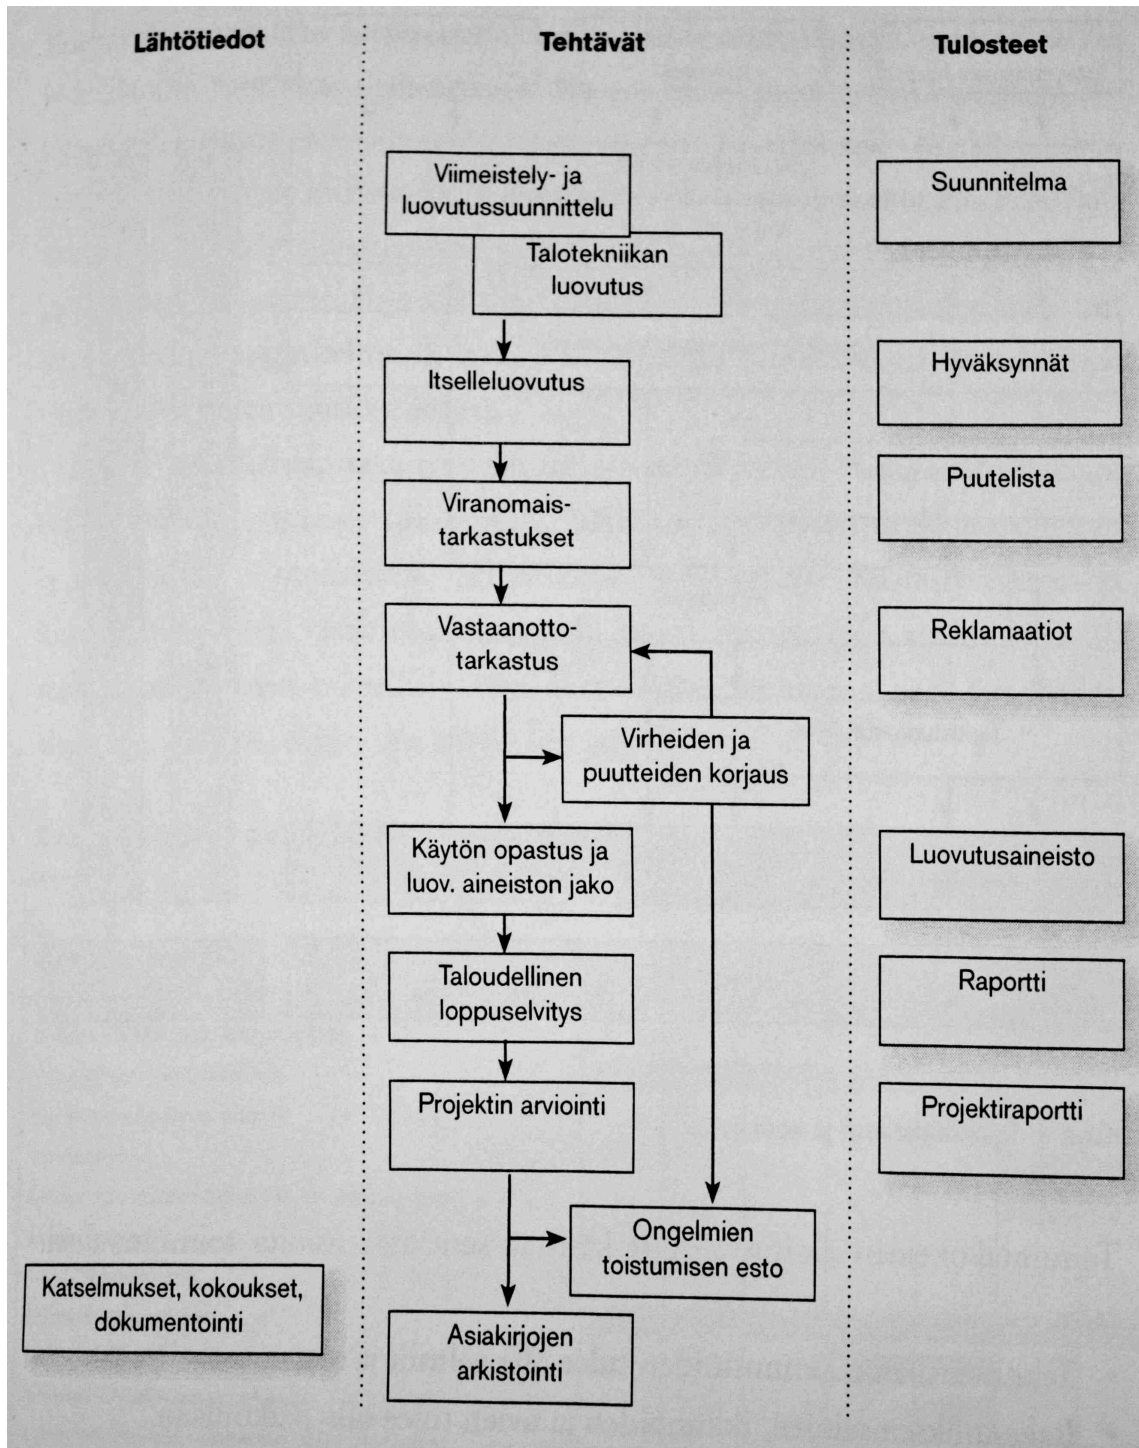 Lähtötiedot
Tehtävät
Tulosteet
Viimeistely- ja
luovutussuunnittelu
Suunnitelma
Talotekniikan
luovutus
Itselleluovutus
Hyväksynnät
Viranomais-
tarkastukset
Puutelista
Vastaanotto-
tarkastus
Reklamaatiot
Virheiden ja
puutteiden korjaus
Käytön opastus ja
luov. aineiston jako
Luovutusaineisto
Taloudellinen
loppuselvitys
Raportti
Projektin arviointi
Projektiraportti
Ongelmien
toistumisen esto
Katselmukset, kokoukset,
dokumentointi
Asiakirjojen
arkistointi